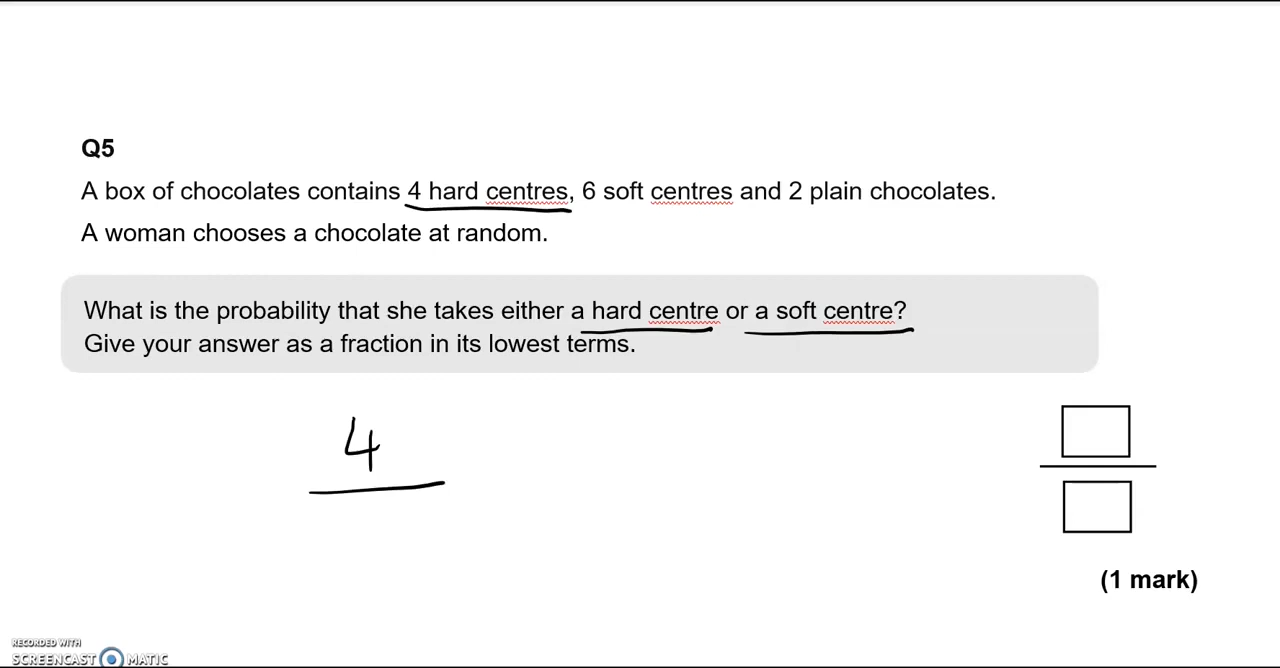 Q5
A box of chocolates contains 4 hard centres, 6 soft centres and 2 plain chocolates.
A woman chooses a chocolate at random.
What is the probability that she takes either a hard centre or a soft centre?
Give your answer as a fraction in its lowest terms.
4
(1 mark)
RECORDED WITH
SCREENCAST MATIC